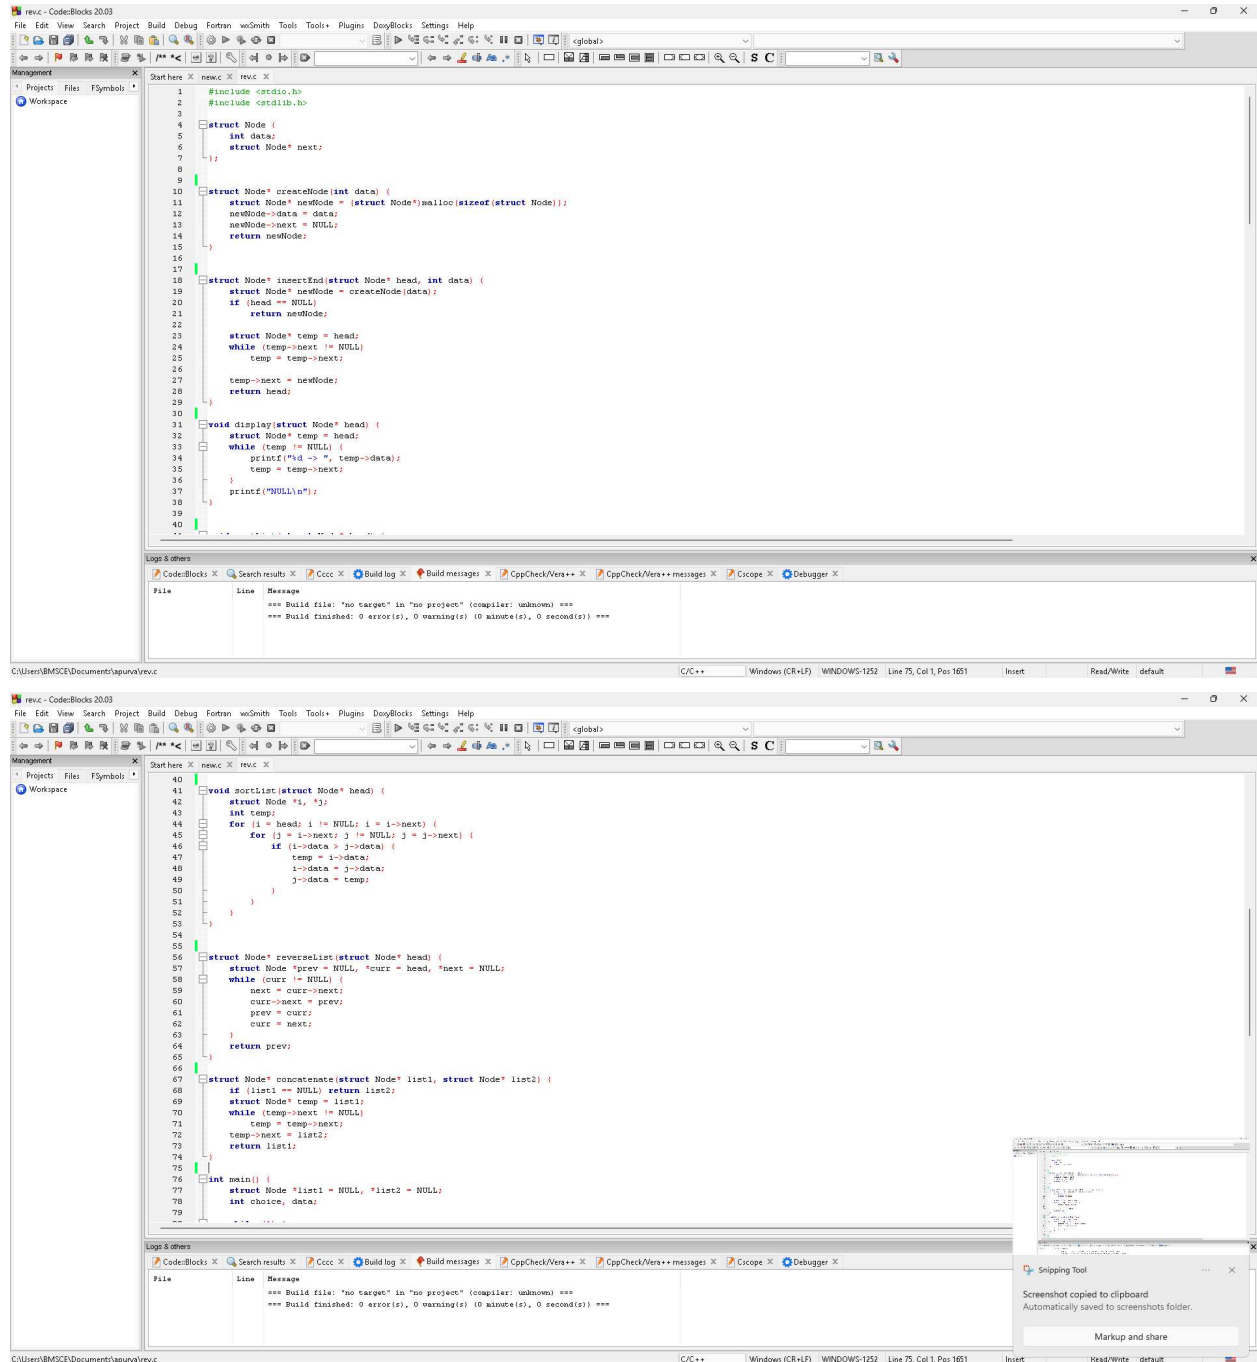 rev.c - Code::Blocks 20.03
File Edit View Search Project Build Debug Fortran wxSmith Tools Tools+ Plugins DoxyBlocks Settings Help
<global>
/** *<
S C
Management
Projects Files FSymbols
Workspace
Start here new.c rev.c
1 #include <stdio.h>
2 #include <stdlib.h>
3
4 struct Node {
5 int data;
6 struct Node* next;
7 };
8
9
10 struct Node* createNode(int data) {
11 struct Node* newNode = (struct Node*)malloc(sizeof(struct Node));
12 newNode->data = data;
13 newNode->next = NULL;
14 return newNode;
15 }
16
17
18 struct Node* insertEnd(struct Node* head, int data) {
19 struct Node* newNode = createNode(data);
20 if (head == NULL)
21 return newNode;
22
23 struct Node* temp = head;
24 while (temp->next != NULL)
25 temp = temp->next;
26
27 temp->next = newNode;
28 return head;
29 }
30
31 void display(struct Node* head) {
32 struct Node* temp = head;
33 while (temp != NULL) {
34 printf("%d -> ", temp->data);
35 temp = temp->next;
36 }
37 printf("NULL\n");
38 }
39
40
Logs & others
Code::Blocks Search results Cccc Build log Build messages CppCheck/Vera++ CppCheck/Vera++ messages Cscope Debugger
File Line Message
=== Build file: "no target" in "no project" (compiler: unknown) ===
=== Build finished: 0 error(s), 0 warning(s) (0 minute(s), 0 second(s)) ===
C:\Users\BMSCE\Documents\apurva\rev.c C/C++ Windows (CR+LF) WINDOWS-1252 Line 75, Col 1, Pos 1651 Insert Read/Write default
rev.c - Code::Blocks 20.03
File Edit View Search Project Build Debug Fortran wxSmith Tools Tools+ Plugins DoxyBlocks Settings Help
<global>
/** *<
S C
Management
Projects Files FSymbols
Workspace
Start here new.c rev.c
40
41 void sortList(struct Node* head) {
42 struct Node *i, *j;
43 int temp;
44 for (i = head; i != NULL; i = i->next) {
45 for (j = i->next; j != NULL; j = j->next) {
46 if (i->data > j->data) {
47 temp = i->data;
48 i->data = j->data;
49 j->data = temp;
50 }
51 }
52 }
53 }
54
55
56 struct Node* reverseList(struct Node* head) {
57 struct Node *prev = NULL, *curr = head, *next = NULL;
58 while (curr != NULL) {
59 next = curr->next;
60 curr->next = prev;
61 prev = curr;
62 curr = next;
63 }
64 return prev;
65 }
66
67 struct Node* concatenate(struct Node* list1, struct Node* list2) {
68 if (list1 == NULL) return list2;
69 struct Node* temp = list1;
70 while (temp->next != NULL)
71 temp = temp->next;
72 temp->next = list2;
73 return list1;
74 }
75
76 int main() {
77 struct Node *list1 = NULL, *list2 = NULL;
78 int choice, data;
79
Logs & others
Code::Blocks Search results Cccc Build log Build messages CppCheck/Vera++ CppCheck/Vera++ messages Cscope Debugger
File Line Message
=== Build file: "no target" in "no project" (compiler: unknown) ===
=== Build finished: 0 error(s), 0 warning(s) (0 minute(s), 0 second(s)) ===
Snipping Tool
Screenshot copied to clipboard
Automatically saved to screenshots folder.
Markup and share
C:\Users\BMSCE\Documents\apurva\rev.c C/C++ Windows (CR+LF) WINDOWS-1252 Line 75, Col 1, Pos 1651 Insert Read/Write default